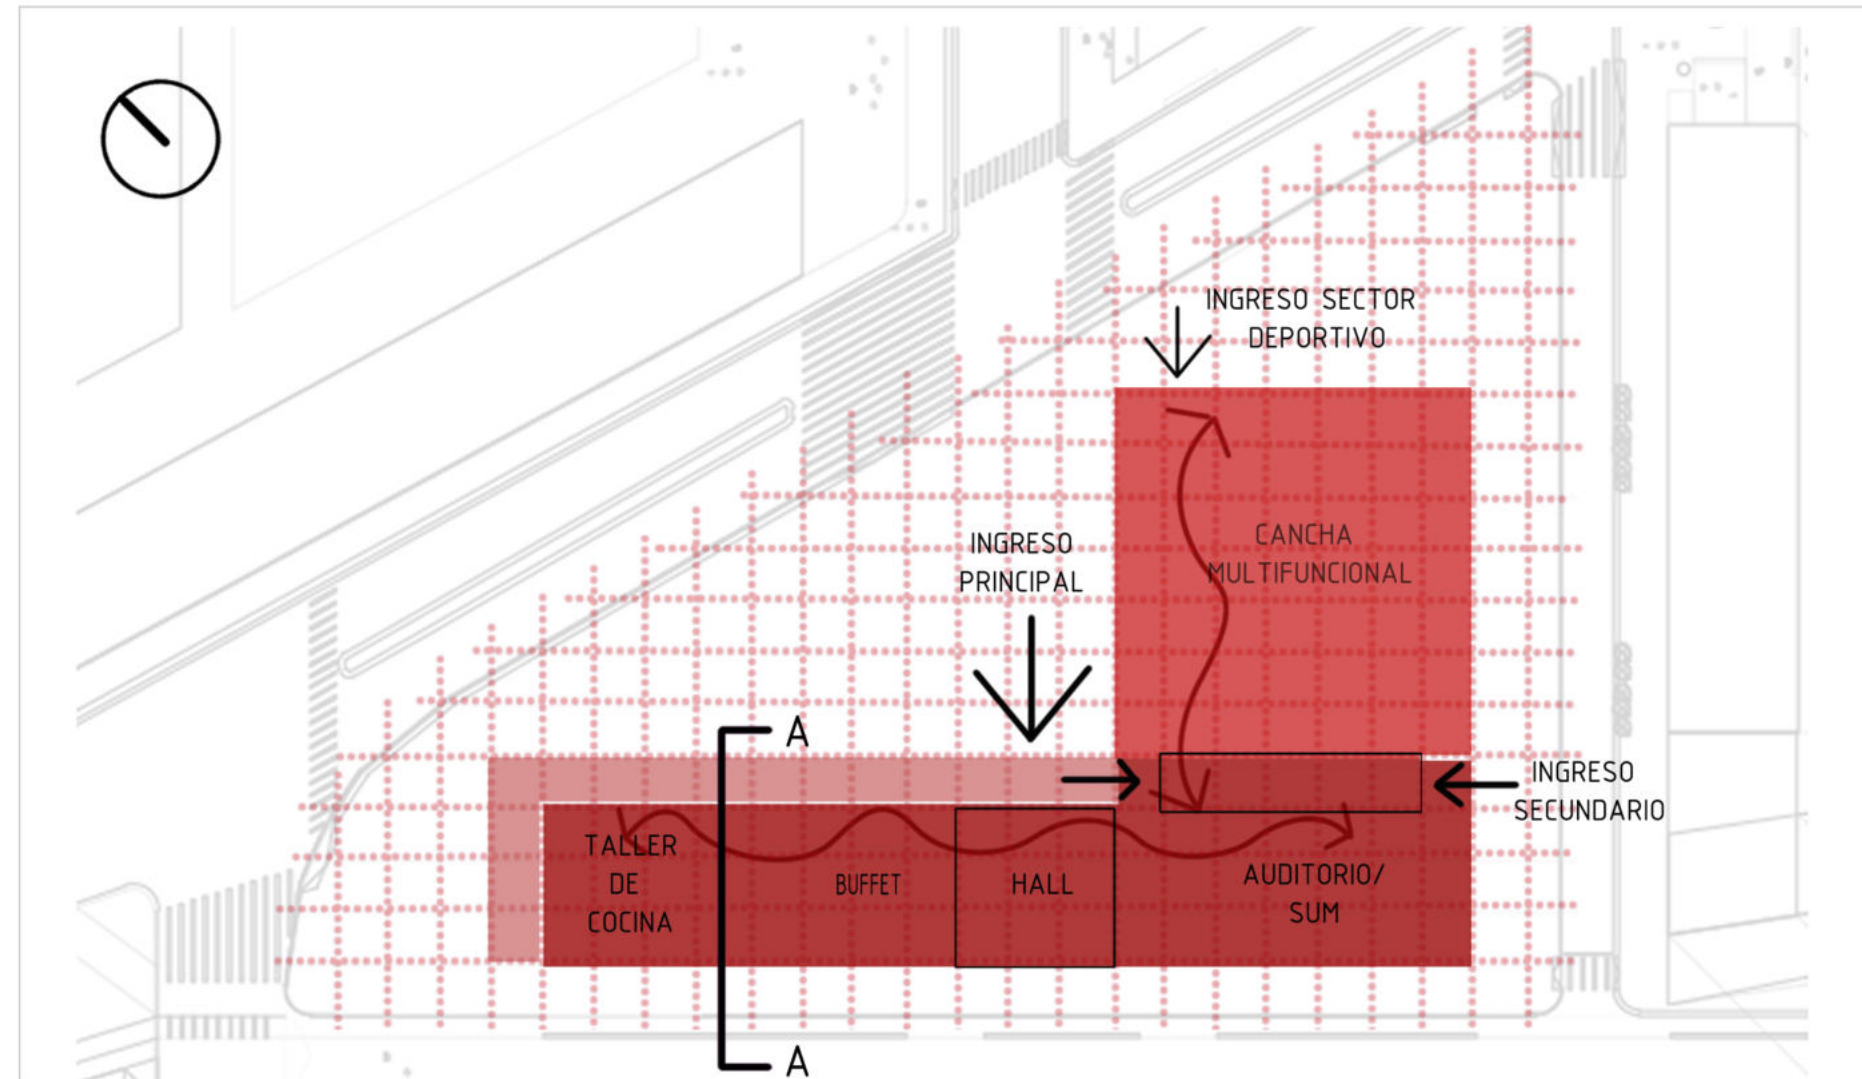 INGRESO SECTOR
DEPORTIVO
INGRESO
PRINCIPAL
CANCHA
MULTIFUNCIONAL
A
INGRESO
SECUNDARIO
TALLER
DE
COCINA
BUFFET
HALL
AUDITORIO/
SUM
A